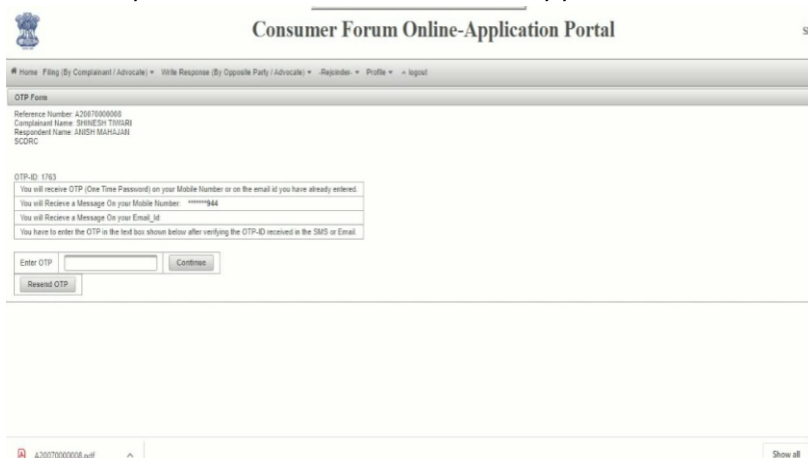 Consumer Forum Online-Application Portal
S
Home Filing (By Complainant / Advocate) Write Response (By Opposite Party / Advocate) -Rejoinder- Profile logout
OTP Form
Reference Number: A20070000008
Complainant Name: SHINESH TIWARI
Respondent Name: ANISH MAHAJAN
SCDRC
OTP-ID: 1763
You will receive OTP (One Time Password) on your Mobile Number or on the email id you have already entered.
You will Recieve a Message On your Mobile Number: *******944
You will Recieve a Message On your Email_Id
You have to enter the OTP in the text box shown below after verifying the OTP-ID received in the SMS or Email.
Enter OTP Continue
Resend OTP
A20070000008.pdf Show all